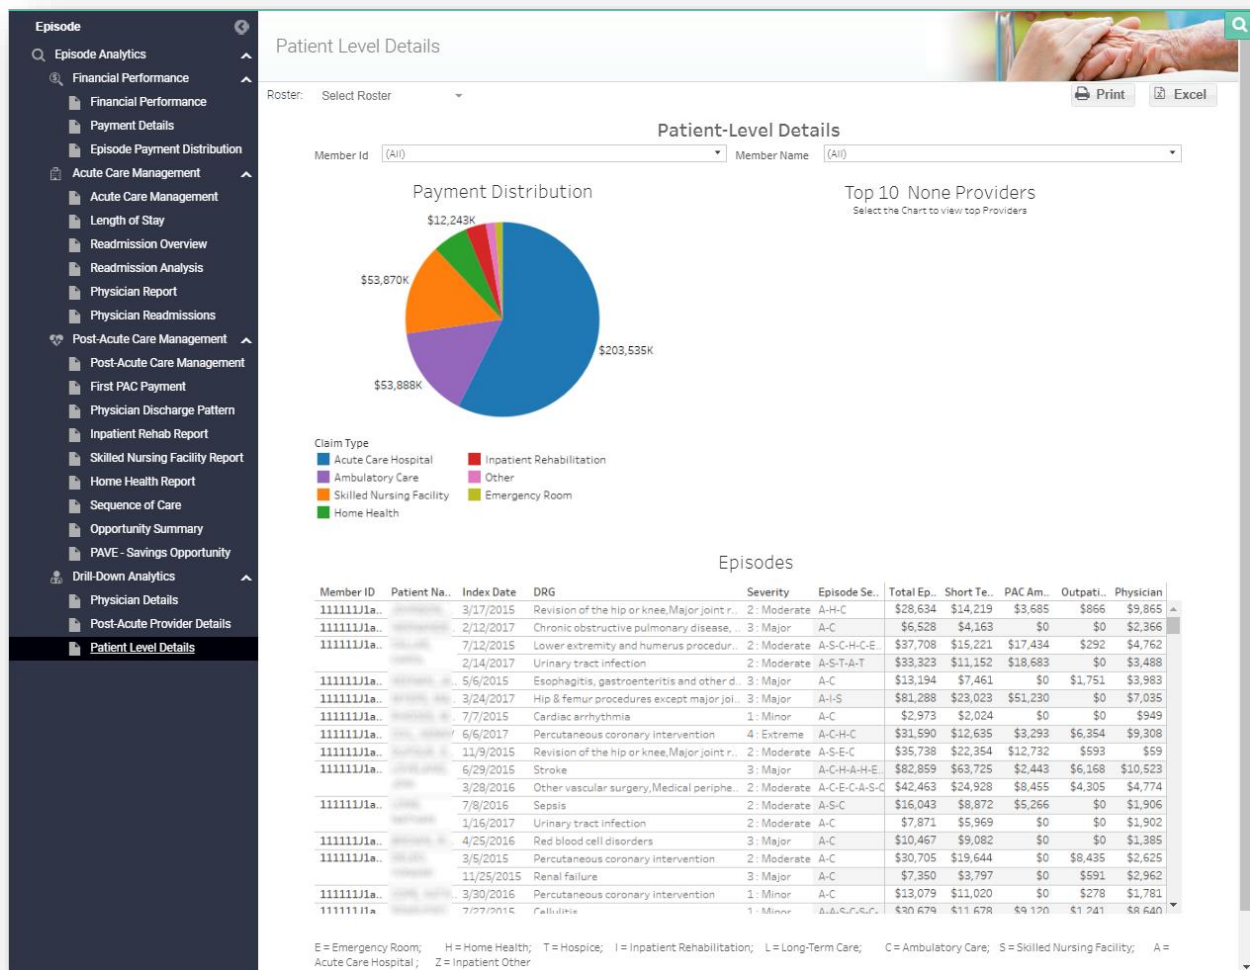 Episode
Episode Analytics
Financial Performance
Financial Performance
Payment Details
Episode Payment Distribution
Acute Care Management
Acute Care Management
Length of Stay
Readmission Overview
Readmission Analysis
Physician Report
Physician Readmissions
Post-Acute Care Management
Post-Acute Care Management
First PAC Payment
Physician Discharge Pattern
Inpatient Rehab Report
Skilled Nursing Facility Report
Home Health Report
Sequence of Care
Opportunity Summary
PAVE - Savings Opportunity
Drill-Down Analytics
Physician Details
Post-Acute Provider Details
Patient Level Details
Patient Level Details
Roster: Select Roster
Print Excel
Patient-Level Details
Member Id (All) Member Name (All)
Payment Distribution
$12,243K
$53,870K
$203,535K
$53,888K
Top 10 None Providers
Select the Chart to view top Providers
Claim Type
Acute Care Hospital Inpatient Rehabilitation
Ambulatory Care Other
Skilled Nursing Facility Emergency Room
Home Health
Episodes
Member ID Patient Na.. Index Date DRG Severity Episode Se.. Total Ep.. Short Te.. PAC Am.. Outpati.. Physician
111111J1a.. 3/17/2015 Revision of the hip or knee,Major joint r.. 2 : Moderate A-H-C $28,634 $14,219 $3,685 $866 $9,865
111111J1a.. 2/12/2017 Chronic obstructive pulmonary disease, .. 3 : Major A-C $6,528 $4,163 $0 $0 $2,366
111111J1a.. 7/12/2015 Lower extremity and humerus procedur.. 2 : Moderate A-S-C-H-C-E.. $37,708 $15,221 $17,434 $292 $4,762
2/14/2017 Urinary tract infection 2 : Moderate A-S-T-A-T $33,323 $11,152 $18,683 $0 $3,488
111111J1a.. 5/6/2015 Esophagitis, gastroenteritis and other d.. 3 : Major A-C $13,194 $7,461 $0 $1,751 $3,983
111111J1a.. 3/24/2017 Hip & femur procedures except major joi.. 3 : Major A-I-S $81,288 $23,023 $51,230 $0 $7,035
111111J1a.. 7/7/2015 Cardiac arrhythmia 1 : Minor A-C $2,973 $2,024 $0 $0 $949
111111J1a.. 6/6/2017 Percutaneous coronary intervention 4 : Extreme A-C-H-C $31,590 $12,635 $3,293 $6,354 $9,308
111111J1a.. 11/9/2015 Revision of the hip or knee,Major joint r.. 2 : Moderate A-S-E-C $35,738 $22,354 $12,732 $593 $59
111111J1a.. 6/29/2015 Stroke 3 : Major A-C-H-A-H-E.. $82,859 $63,725 $2,443 $6,168 $10,523
3/28/2016 Other vascular surgery,Medical periphe.. 2 : Moderate A-C-E-C-A-S-C $42,463 $24,928 $8,455 $4,305 $4,774
111111J1a.. 7/8/2016 Sepsis 2 : Moderate A-S-C $16,043 $8,872 $5,266 $0 $1,906
1/16/2017 Urinary tract infection 2 : Moderate A-C $7,871 $5,969 $0 $0 $1,902
111111J1a.. 4/25/2016 Red blood cell disorders 3 : Major A-C $10,467 $9,082 $0 $0 $1,385
111111J1a.. 3/5/2015 Percutaneous coronary intervention 2 : Moderate A-C $30,705 $19,644 $0 $8,435 $2,625
11/25/2015 Renal failure 3 : Major A-C $7,350 $3,797 $0 $591 $2,962
111111J1a.. 3/30/2016 Percutaneous coronary intervention 1 : Minor A-C $13,079 $11,020 $0 $278 $1,781
111111J1a 7/27/2015 Cellulitis 1 : Minor A-A-S-C-S-C- $30,679 $11,678 $9,120 $1,241 $8,640
E = Emergency Room; H = Home Health; T = Hospice; I = Inpatient Rehabilitation; L = Long-Term Care; C = Ambulatory Care; S = Skilled Nursing Facility; A =
Acute Care Hospital ; Z = Inpatient Other